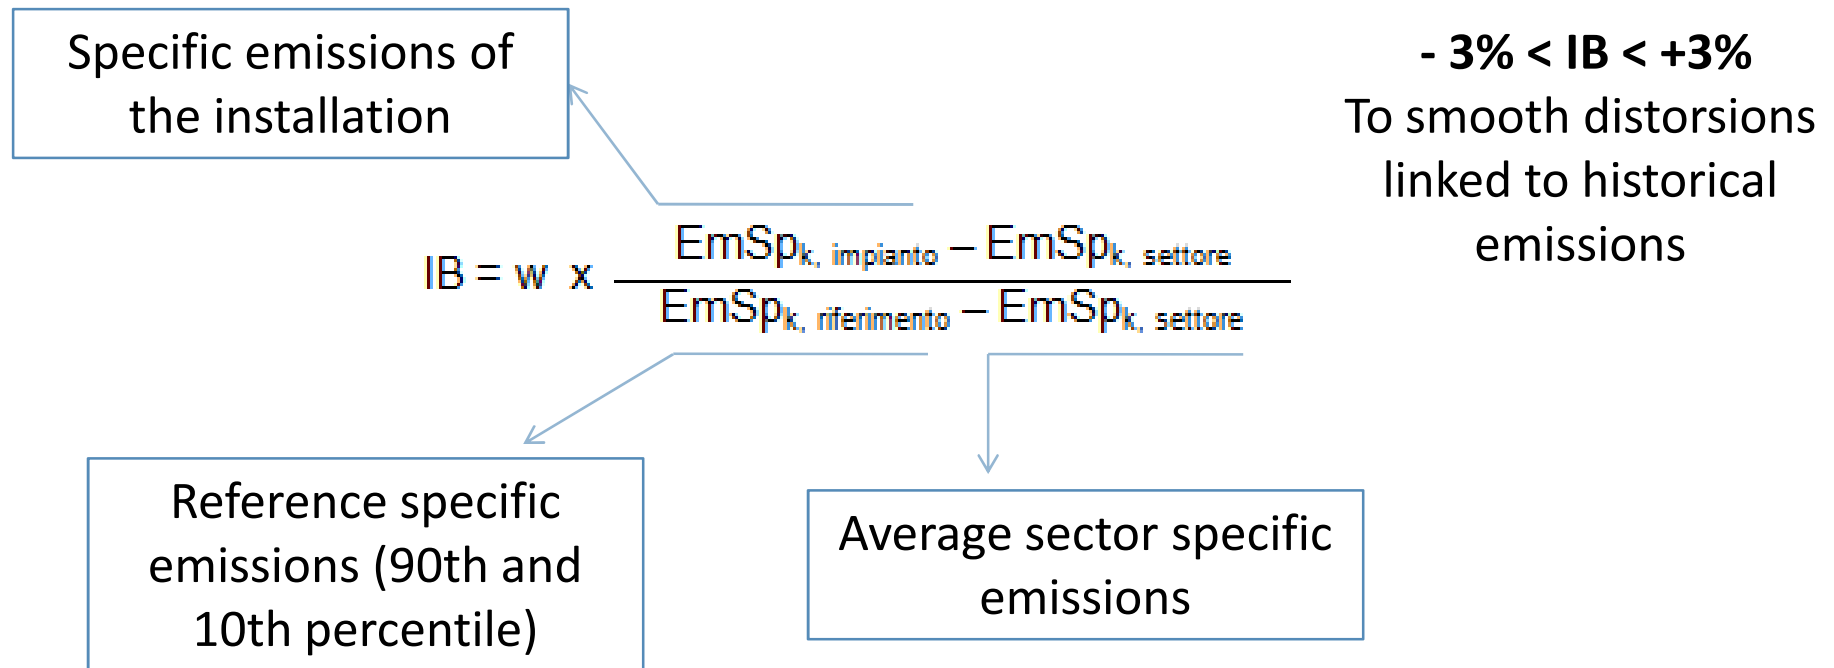 Specific emissions of
the installation
- 3% < IB < +3%
To smooth distorsions
linked to historical
emissions
EmSpk, impianto – EmSpk, settore
IB = w x
EmSpk, riferimento – EmSpk, settore
Reference specific
emissions (90th and
10th percentile)
Average sector specific
emissions